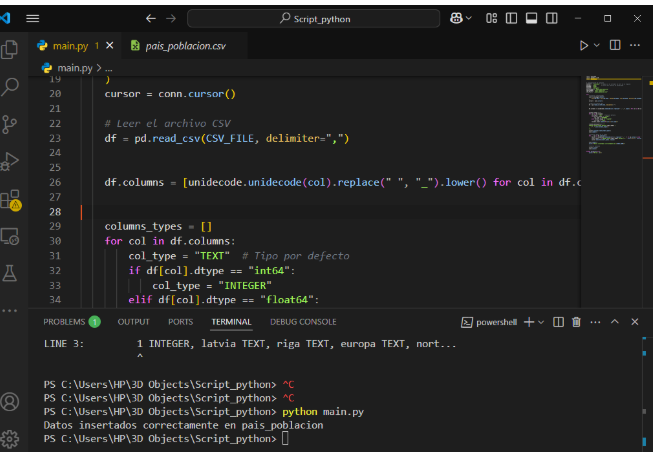 Script_python
main.py 1
pais_poblacion.csv
main.py > ...
19 )
20 cursor = conn.cursor()
21
22 # Leer el archivo CSV
23 df = pd.read_csv(CSV_FILE, delimiter=",")
24
25
26 df.columns = [unidecode.unidecode(col).replace(" ", "_").lower() for col in df.c
27
28
29 columns_types = []
30 for col in df.columns:
31 col_type = "TEXT" # Tipo por defecto
32 if df[col].dtype == "int64":
33 col_type = "INTEGER"
34 elif df[col].dtype == "float64":
PROBLEMS 1 OUTPUT PORTS TERMINAL DEBUG CONSOLE powershell
LINE 3: 1 INTEGER, latvia TEXT, riga TEXT, europa TEXT, nort...
^
PS C:\Users\HP\3D Objects\Script_python> ^C
PS C:\Users\HP\3D Objects\Script_python> ^C
PS C:\Users\HP\3D Objects\Script_python> python main.py
Datos insertados correctamente en pais_poblacion
PS C:\Users\HP\3D Objects\Script_python>